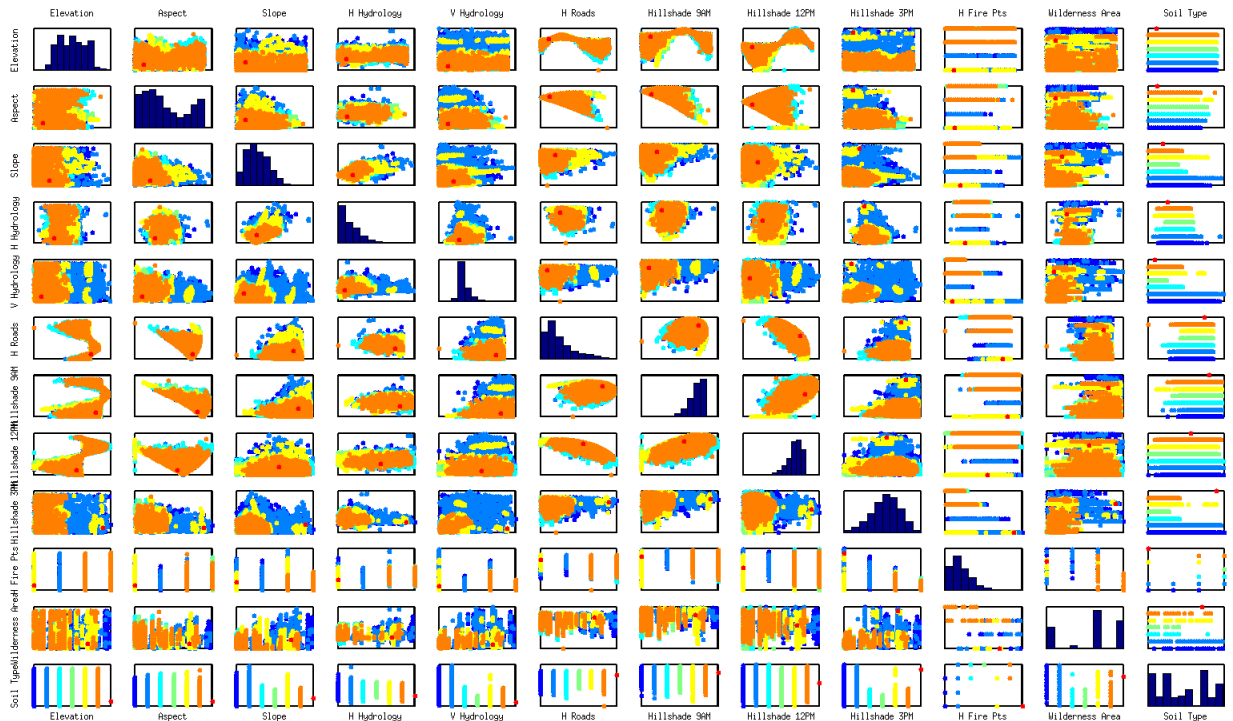 Elevation Aspect Slope H Hydrology V Hydrology H Roads Hillshade 9AM Hillshade 12PM Hillshade 3PM H Fire Pts Wilderness Area Soil Type
Elevation
Aspect
Slope
H Hydrology
V Hydrology
H Roads
Hillshade 9AM
Hillshade 12PM
Hillshade 3PM
H Fire Pts
Wilderness Area
Soil Type
Elevation Aspect Slope H Hydrology V Hydrology H Roads Hillshade 9AM Hillshade 12PM Hillshade 3PM H Fire Pts Wilderness Area Soil Type